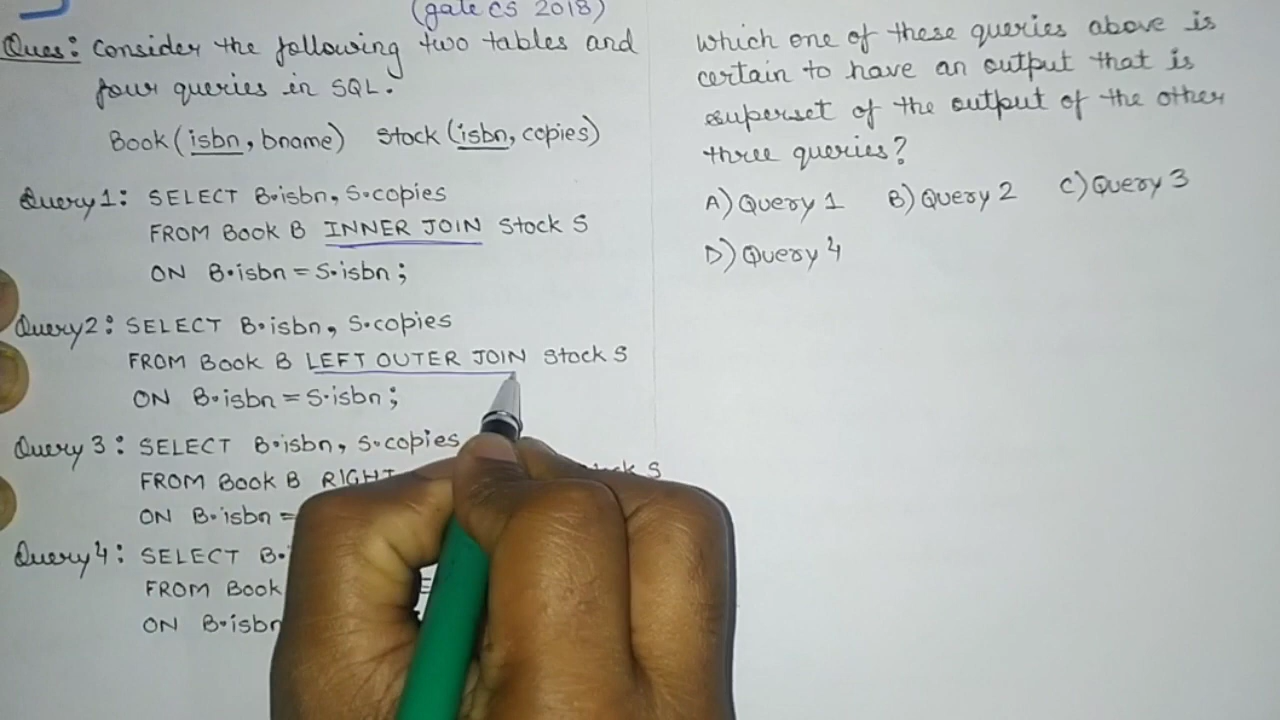 (gate CS 2018)
Ques: Consider the following two tables and
four queries in SQL.
Book (isbn, bname) Stock (isbn, copies)
Query1: SELECT B.isbn, S.copies
FROM Book B INNER JOIN Stock S
ON B.isbn = S.isbn;
Query2: SELECT B.isbn, S.copies
FROM Book B LEFT OUTER JOIN Stock S
ON B.isbn = S.isbn;
Query 3: SELECT B.isbn, S.copies
FROM Book B RIGHT S
ON B.isbn =
Query 4: SELECT B.
FROM Book
ON B.isbn
Which one of these queries above is
certain to have an output that is
superset of the output of the other
three queries?
A) Query 1 B) Query 2 C) Query 3
D) Query 4